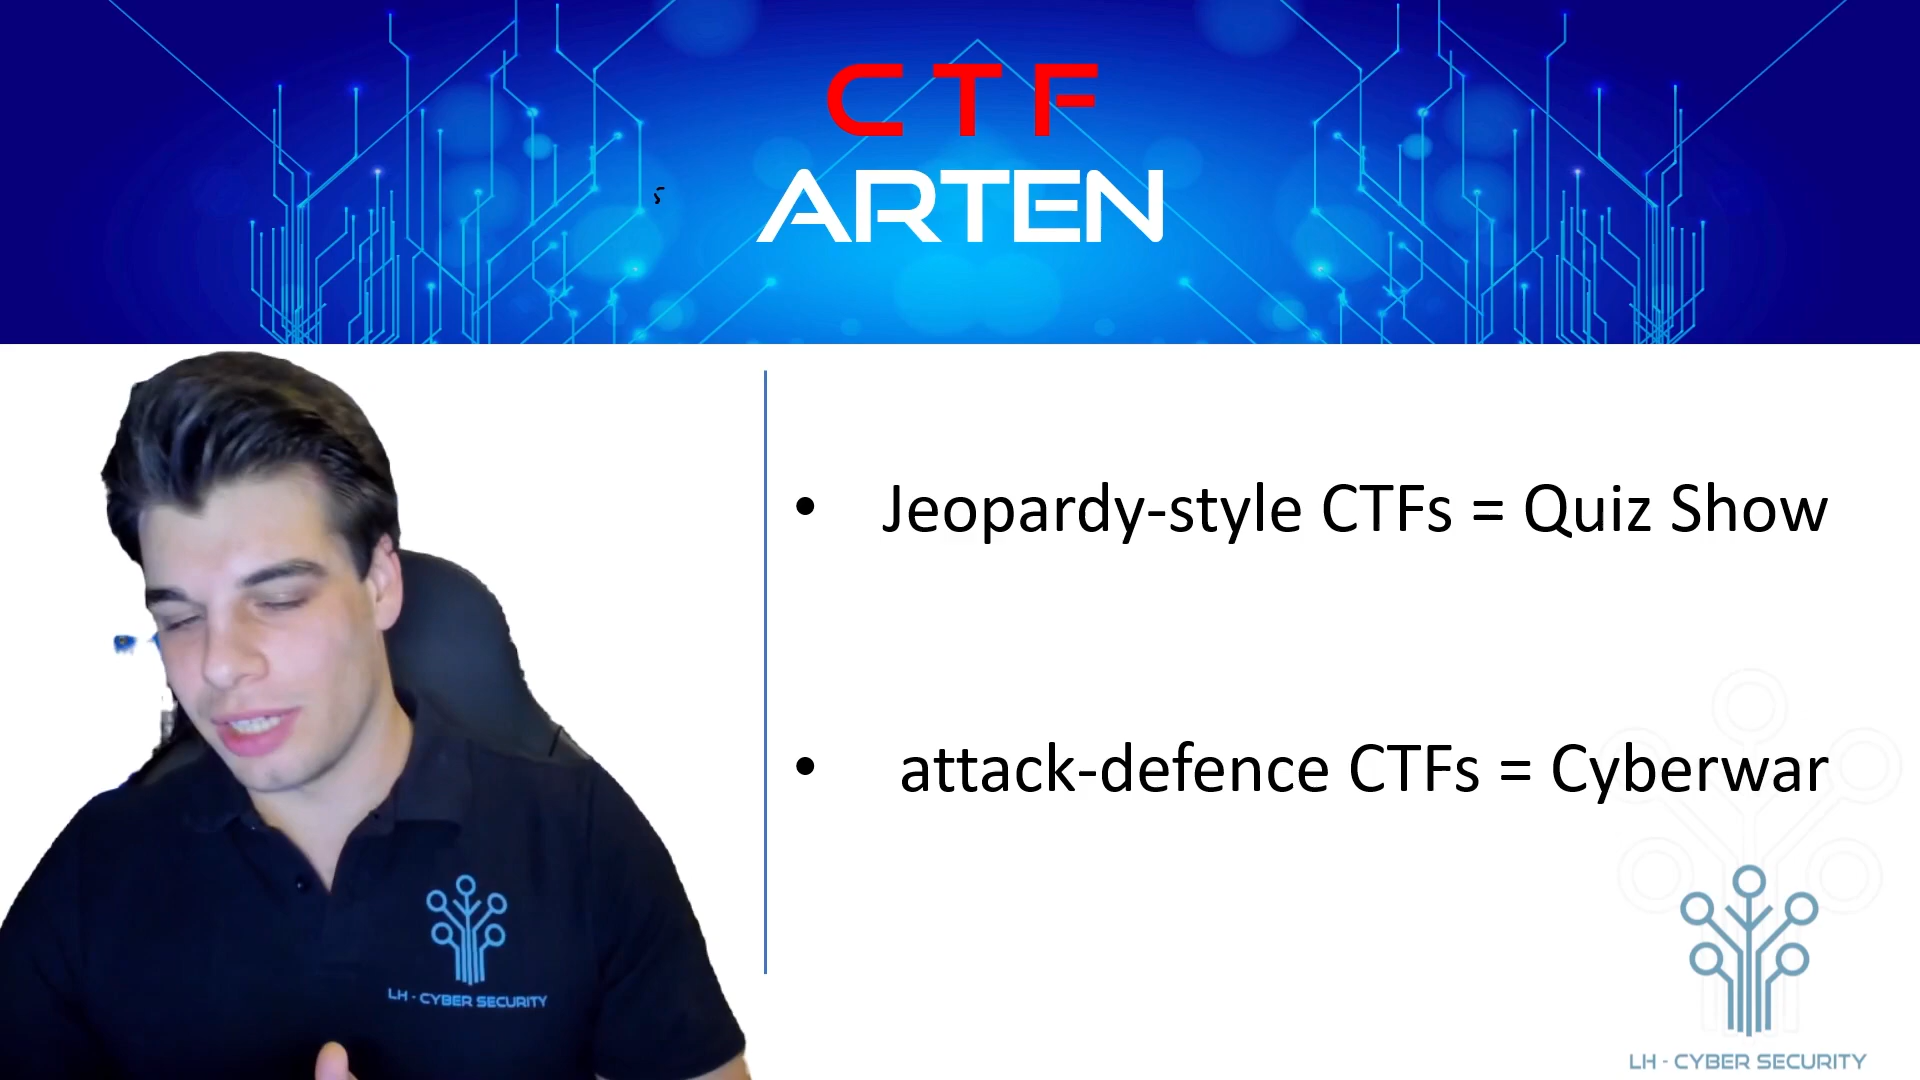 CTF
ARTEN
• Jeopardy-style CTFs = Quiz Show
• attack-defence CTFs = Cyberwar
LH - CYBER SECURITY
LH - CYBER SECURITY